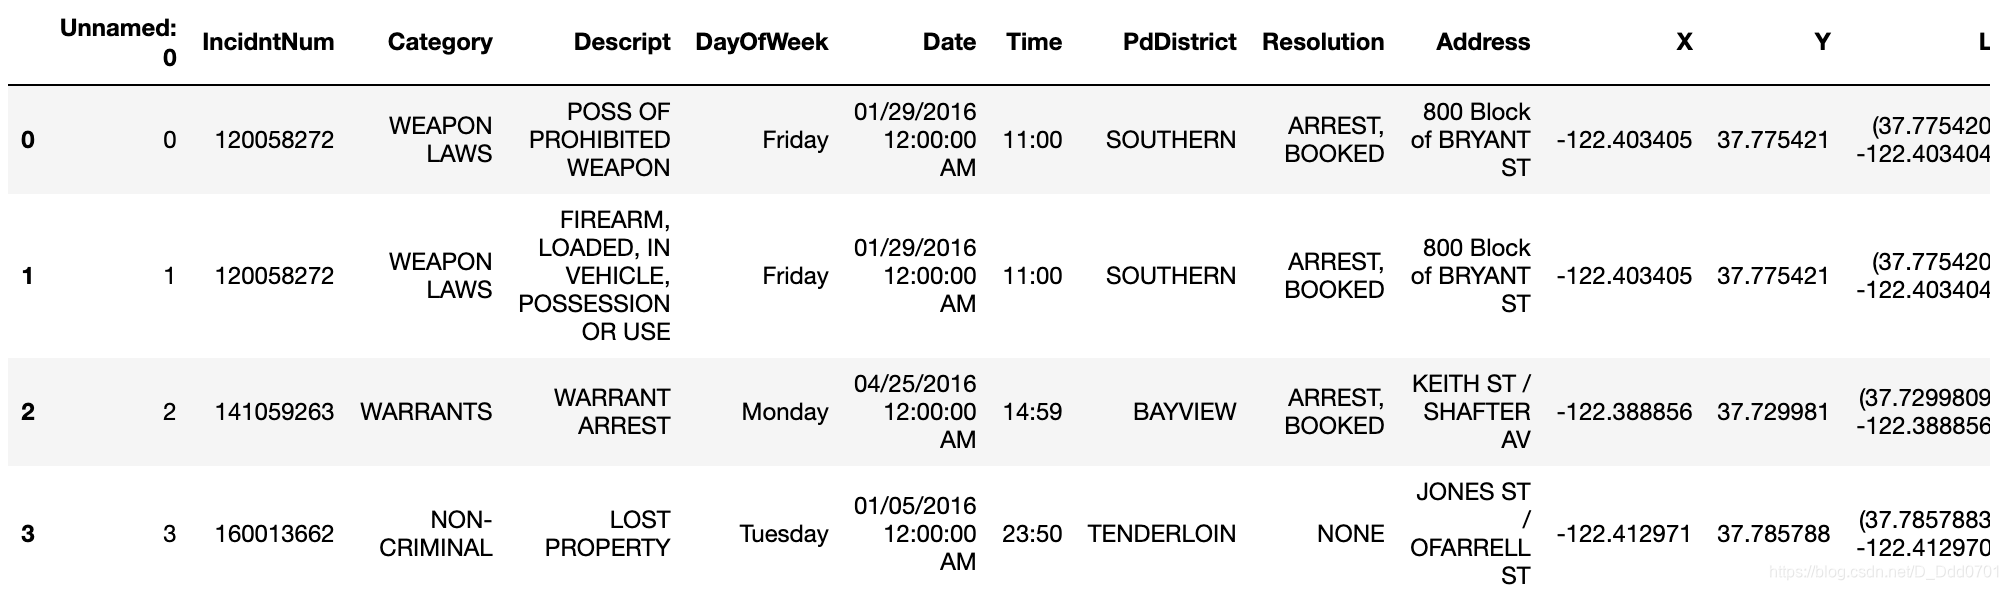 Unnamed: 0 IncidntNum Category Descript DayOfWeek Date Time PdDistrict Resolution Address X Y L
0 0 120058272 WEAPON LAWS POSS OF PROHIBITED WEAPON Friday 01/29/2016 12:00:00 AM 11:00 SOUTHERN ARREST, BOOKED 800 Block of BRYANT ST -122.403405 37.775421 (37.775420 -122.403404
1 1 120058272 WEAPON LAWS FIREARM, LOADED, IN VEHICLE, POSSESSION OR USE Friday 01/29/2016 12:00:00 AM 11:00 SOUTHERN ARREST, BOOKED 800 Block of BRYANT ST -122.403405 37.775421 (37.775420 -122.403404
2 2 141059263 WARRANTS WARRANT ARREST Monday 04/25/2016 12:00:00 AM 14:59 BAYVIEW ARREST, BOOKED KEITH ST / SHAFTER AV -122.388856 37.729981 (37.7299809 -122.388856
3 3 160013662 NON-CRIMINAL LOST PROPERTY Tuesday 01/05/2016 12:00:00 AM 23:50 TENDERLOIN NONE JONES ST / OFARRELL ST -122.412971 37.785788 (37.7857883 -122.412970
https://blog.csdn.net/D_Ddd0701